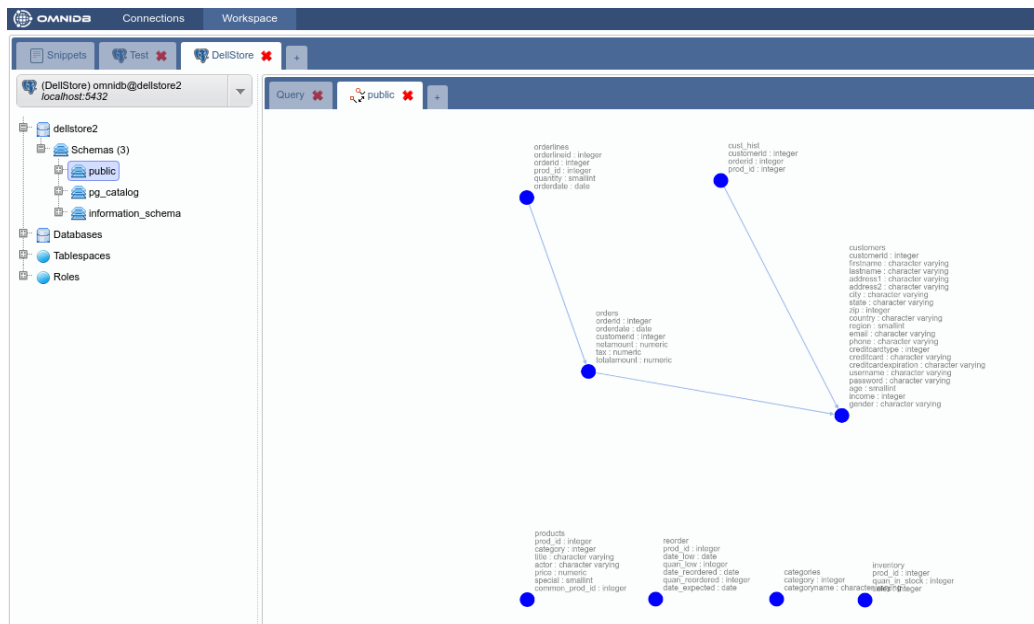 OMNIDB
Connections
Workspace
Snippets
Test
DellStore
+
(DellStore) omnidb@dellstore2
localhost:5432
dellstore2
Schemas (3)
public
pg_catalog
information_schema
Databases
Tablespaces
Roles
Query
public
+
orderlines
orderlineid : integer
orderid : integer
prod_id : integer
quantity : smallint
orderdate : date
cust_hist
customerid : integer
orderid : integer
prod_id : integer
customers
customerid : integer
firstname : character varying
lastname : character varying
address1 : character varying
address2 : character varying
city : character varying
state : character varying
zip : integer
country : character varying
region : smallint
email : character varying
phone : character varying
creditcardtype : integer
creditcard : character varying
creditcardexpiration : character varying
username : character varying
password : character varying
age : smallint
income : integer
gender : character varying
orders
orderid : integer
orderdate : date
customerid : integer
netamount : numeric
tax : numeric
totalamount : numeric
products
prod_id : integer
category : integer
title : character varying
actor : character varying
price : numeric
special : smallint
common_prod_id : integer
reorder
prod_id : integer
date_low : date
quan_low : integer
date_reordered : date
quan_reordered : integer
date_expected : date
categories
category : integer
categoryname : character varying
inventory
prod_id : integer
quan_in_stock : integer
sales : integer